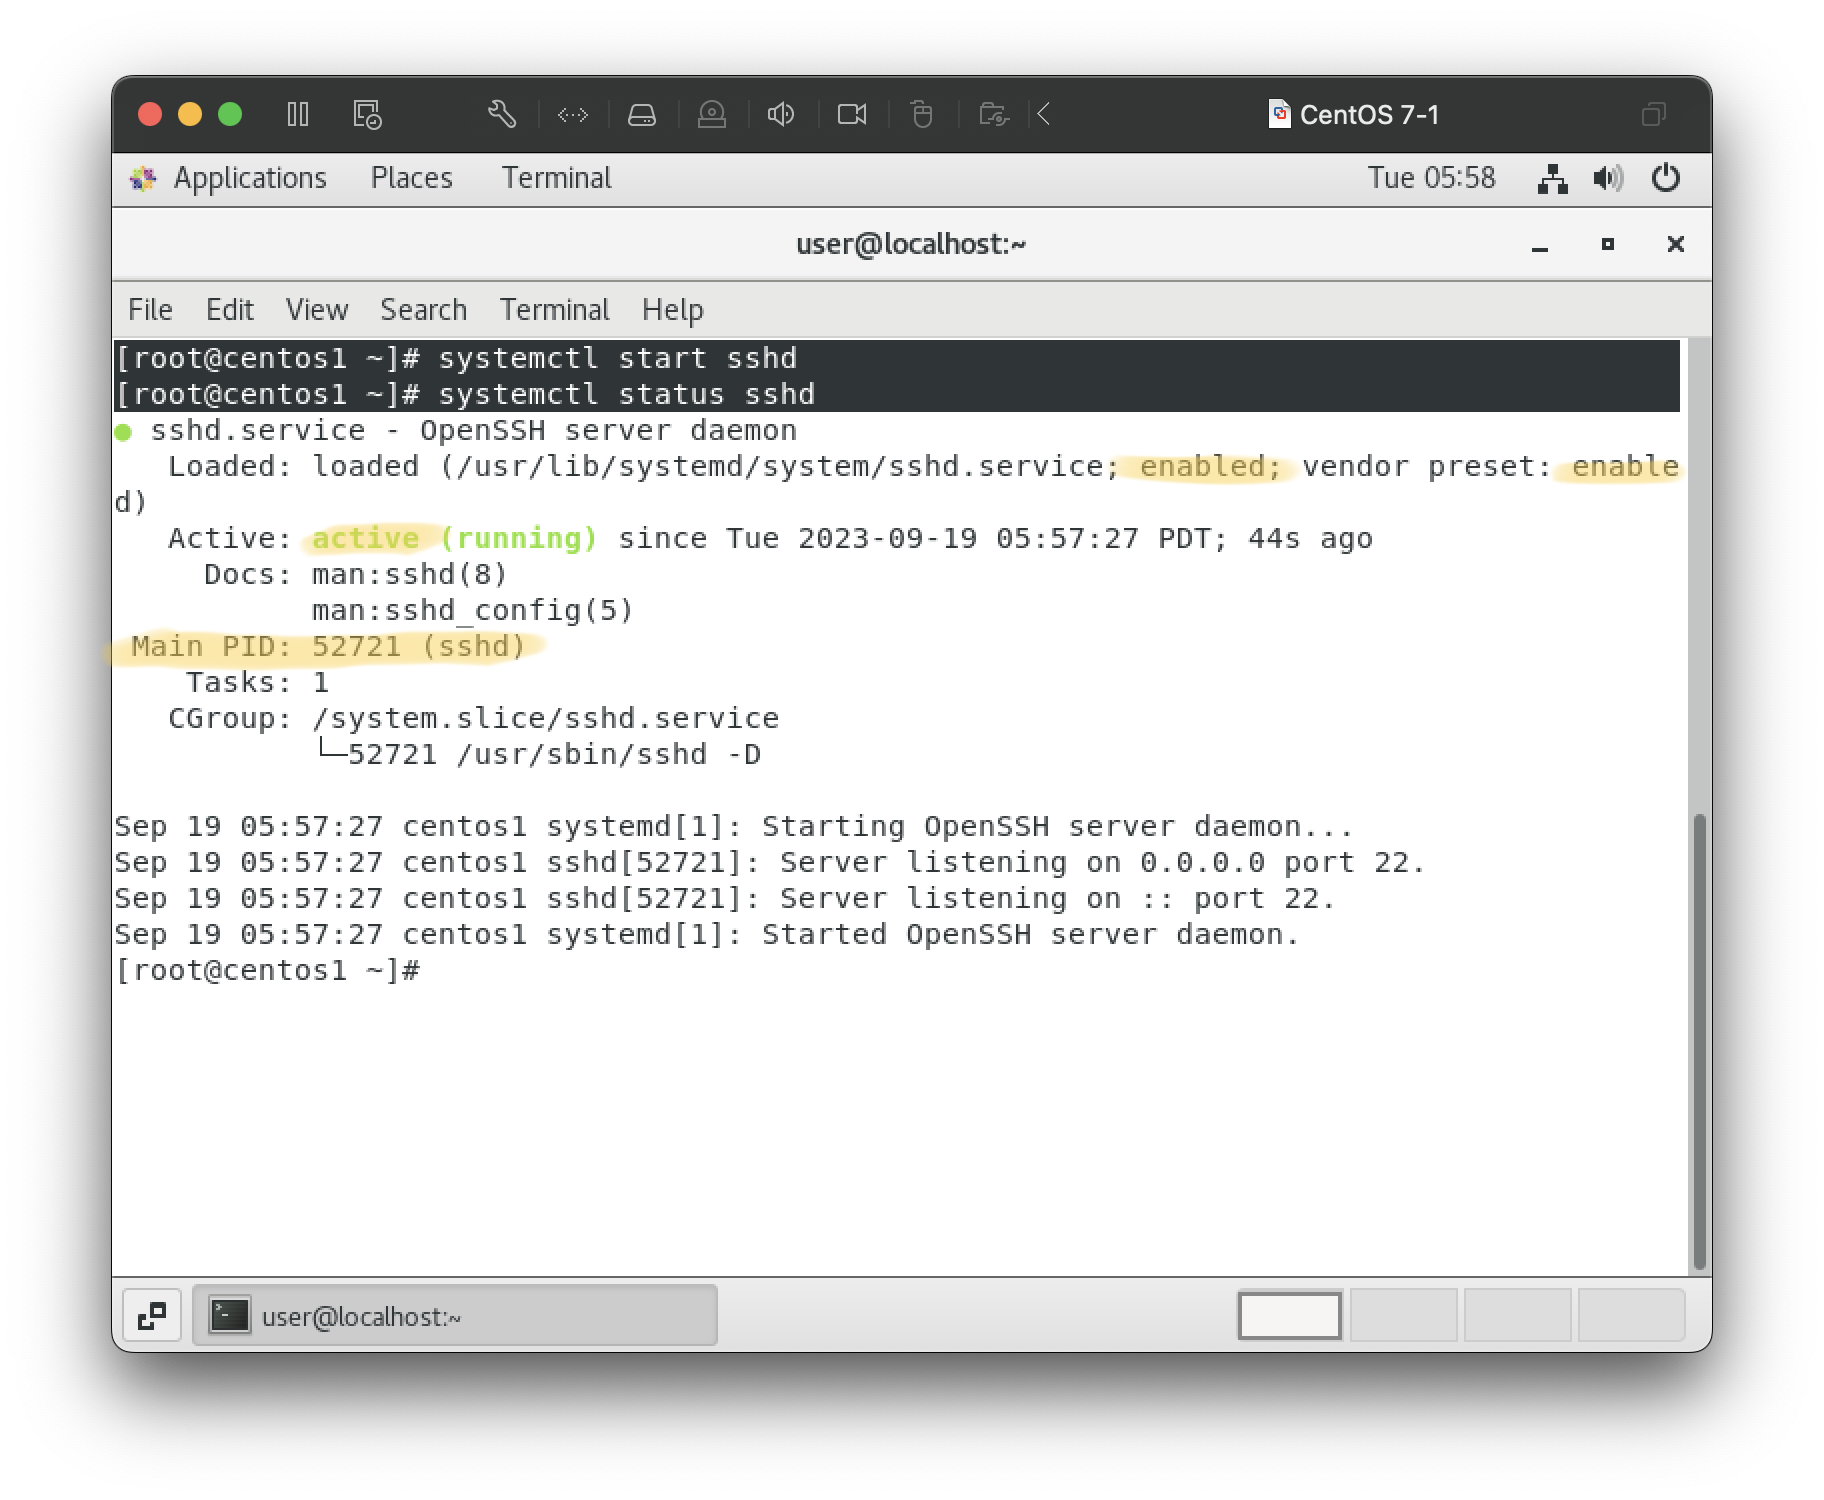 CentOS 7-1
Applications Places Terminal Tue 05:58
user@localhost:~
File Edit View Search Terminal Help
[root@centos1 ~]# systemctl start sshd
[root@centos1 ~]# systemctl status sshd
● sshd.service - OpenSSH server daemon
   Loaded: loaded (/usr/lib/systemd/system/sshd.service; enabled; vendor preset: enable
d)
   Active: active (running) since Tue 2023-09-19 05:57:27 PDT; 44s ago
     Docs: man:sshd(8)
           man:sshd_config(5)
 Main PID: 52721 (sshd)
    Tasks: 1
   CGroup: /system.slice/sshd.service
           └─52721 /usr/sbin/sshd -D
Sep 19 05:57:27 centos1 systemd[1]: Starting OpenSSH server daemon...
Sep 19 05:57:27 centos1 sshd[52721]: Server listening on 0.0.0.0 port 22.
Sep 19 05:57:27 centos1 sshd[52721]: Server listening on :: port 22.
Sep 19 05:57:27 centos1 systemd[1]: Started OpenSSH server daemon.
[root@centos1 ~]#
user@localhost:~